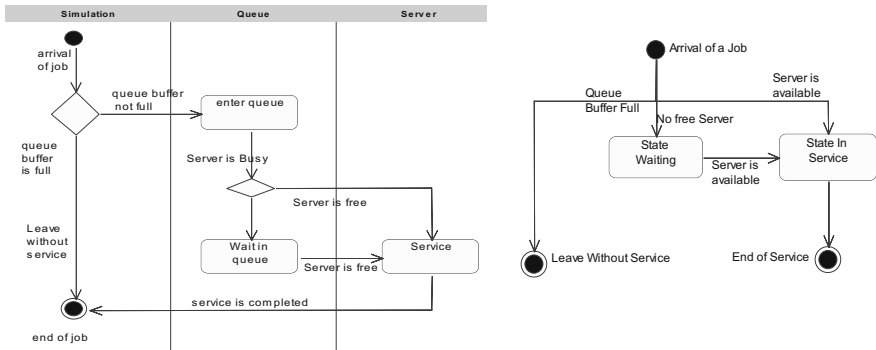 Simulation
Queue
Server
arrival
of job
queue buffer
not full
enter queue
queue
buffer
is full
Server is Busy
Server is free
Leave
without
service
Wait in
queue
Service
Server is free
service is completed
end of job
Arrival of a Job
Queue
Buffer Full
Server is
available
No free Server
State
Waiting
State In
Service
Server is
available
Leave Without Service
End of Service